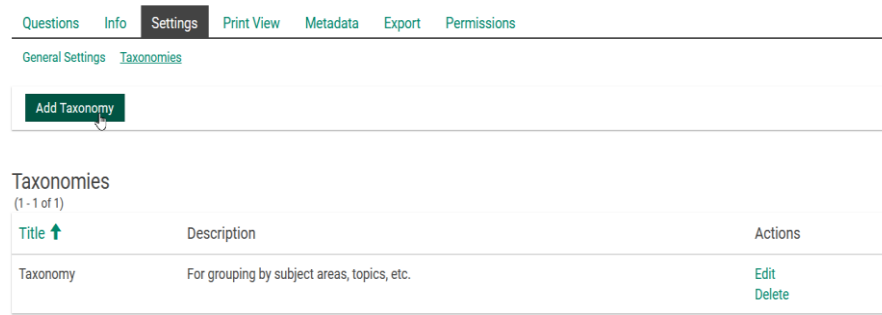 Questions Info Settings Print View Metadata Export Permissions
General Settings Taxonomies
Add Taxonomy
Taxonomies
(1 - 1 of 1)
Title Description Actions
Taxonomy For grouping by subject areas, topics, etc. Edit
Delete